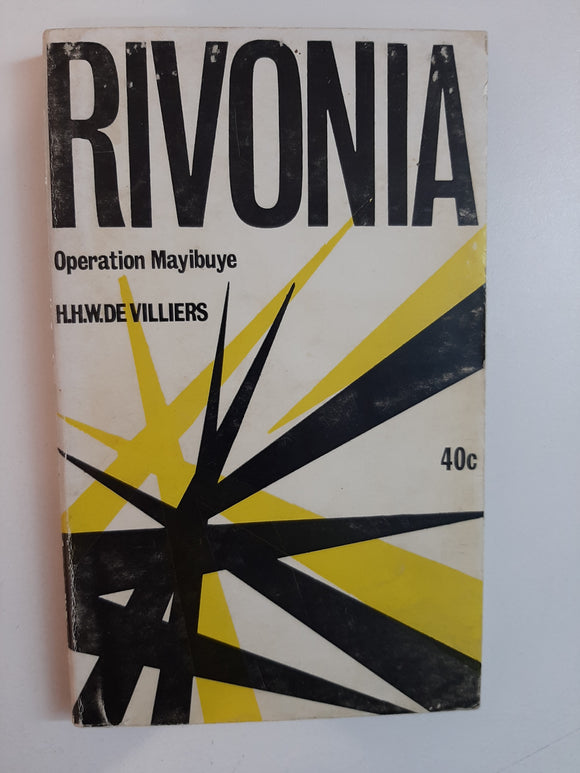 RIVONIA
Operation Mayibuye
H.H.W.DE VILLIERS
40c